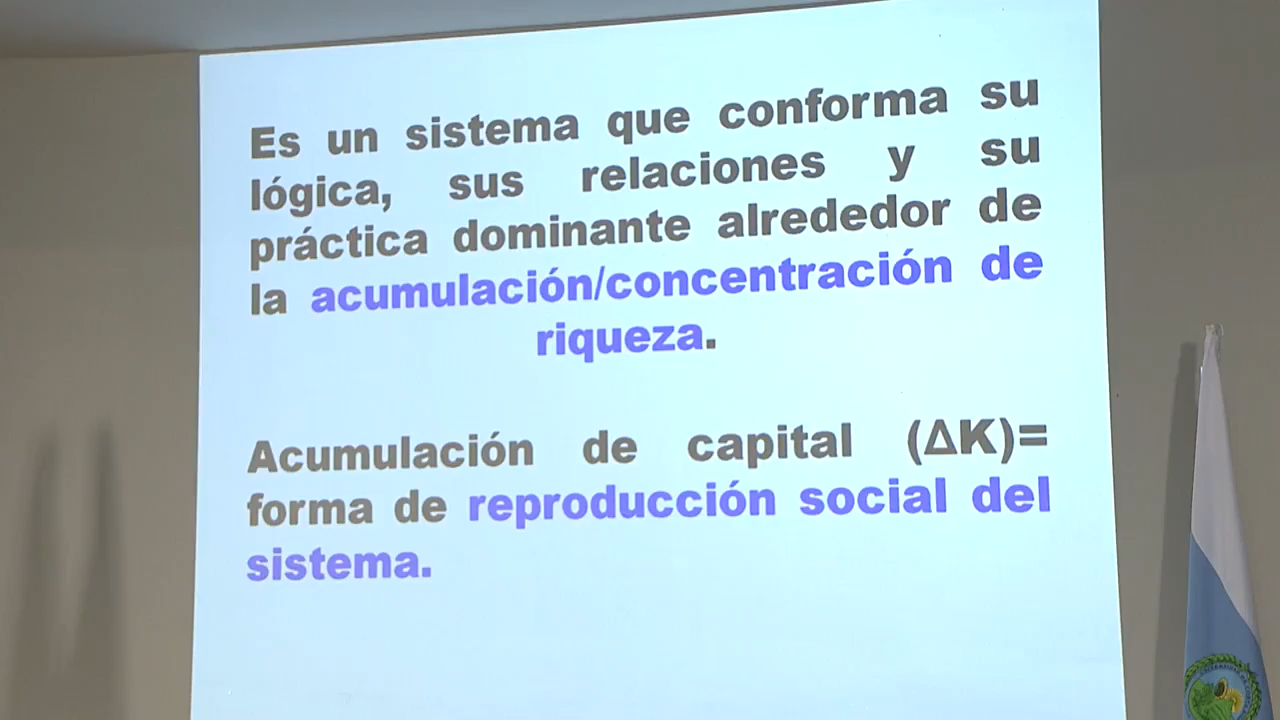 Es un sistema que conforma su
lógica, sus relaciones y su
práctica dominante alrededor de
la acumulación/concentración de
riqueza.
Acumulación de capital (ΔK)=
forma de reproducción social del
sistema.